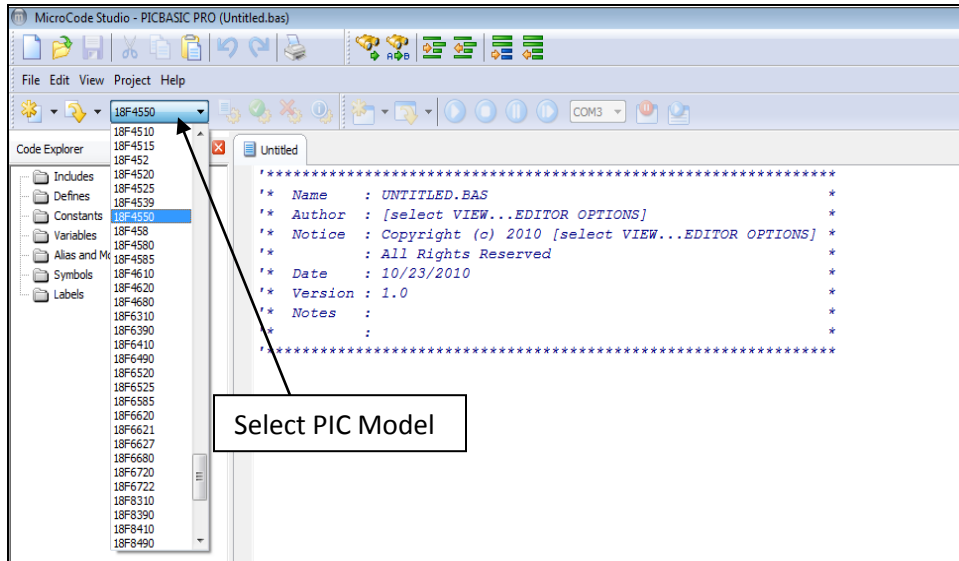 MicroCode Studio - PICBASIC PRO (Untitled.bas)
A B
File Edit View Project Help
18F4550
COM3
Code Explorer
Includes
Defines
Constants
Variables
Alias and Mo
Symbols
Labels
18F4510
18F4515
18F452
18F4520
18F4525
18F4539
18F4550
18F458
18F4580
18F4585
18F4610
18F4620
18F4680
18F6310
18F6390
18F6410
18F6490
18F6520
18F6525
18F6585
18F6620
18F6621
18F6627
18F6680
18F6720
18F6722
18F8310
18F8390
18F8410
18F8490
Untitled
'****************************************************************
'* Name : UNTITLED.BAS *
'* Author : [select VIEW...EDITOR OPTIONS] *
'* Notice : Copyright (c) 2010 [select VIEW...EDITOR OPTIONS] *
'* : All Rights Reserved *
'* Date : 10/23/2010 *
'* Version : 1.0 *
'* Notes : *
'* : *
'****************************************************************
Select PIC Model